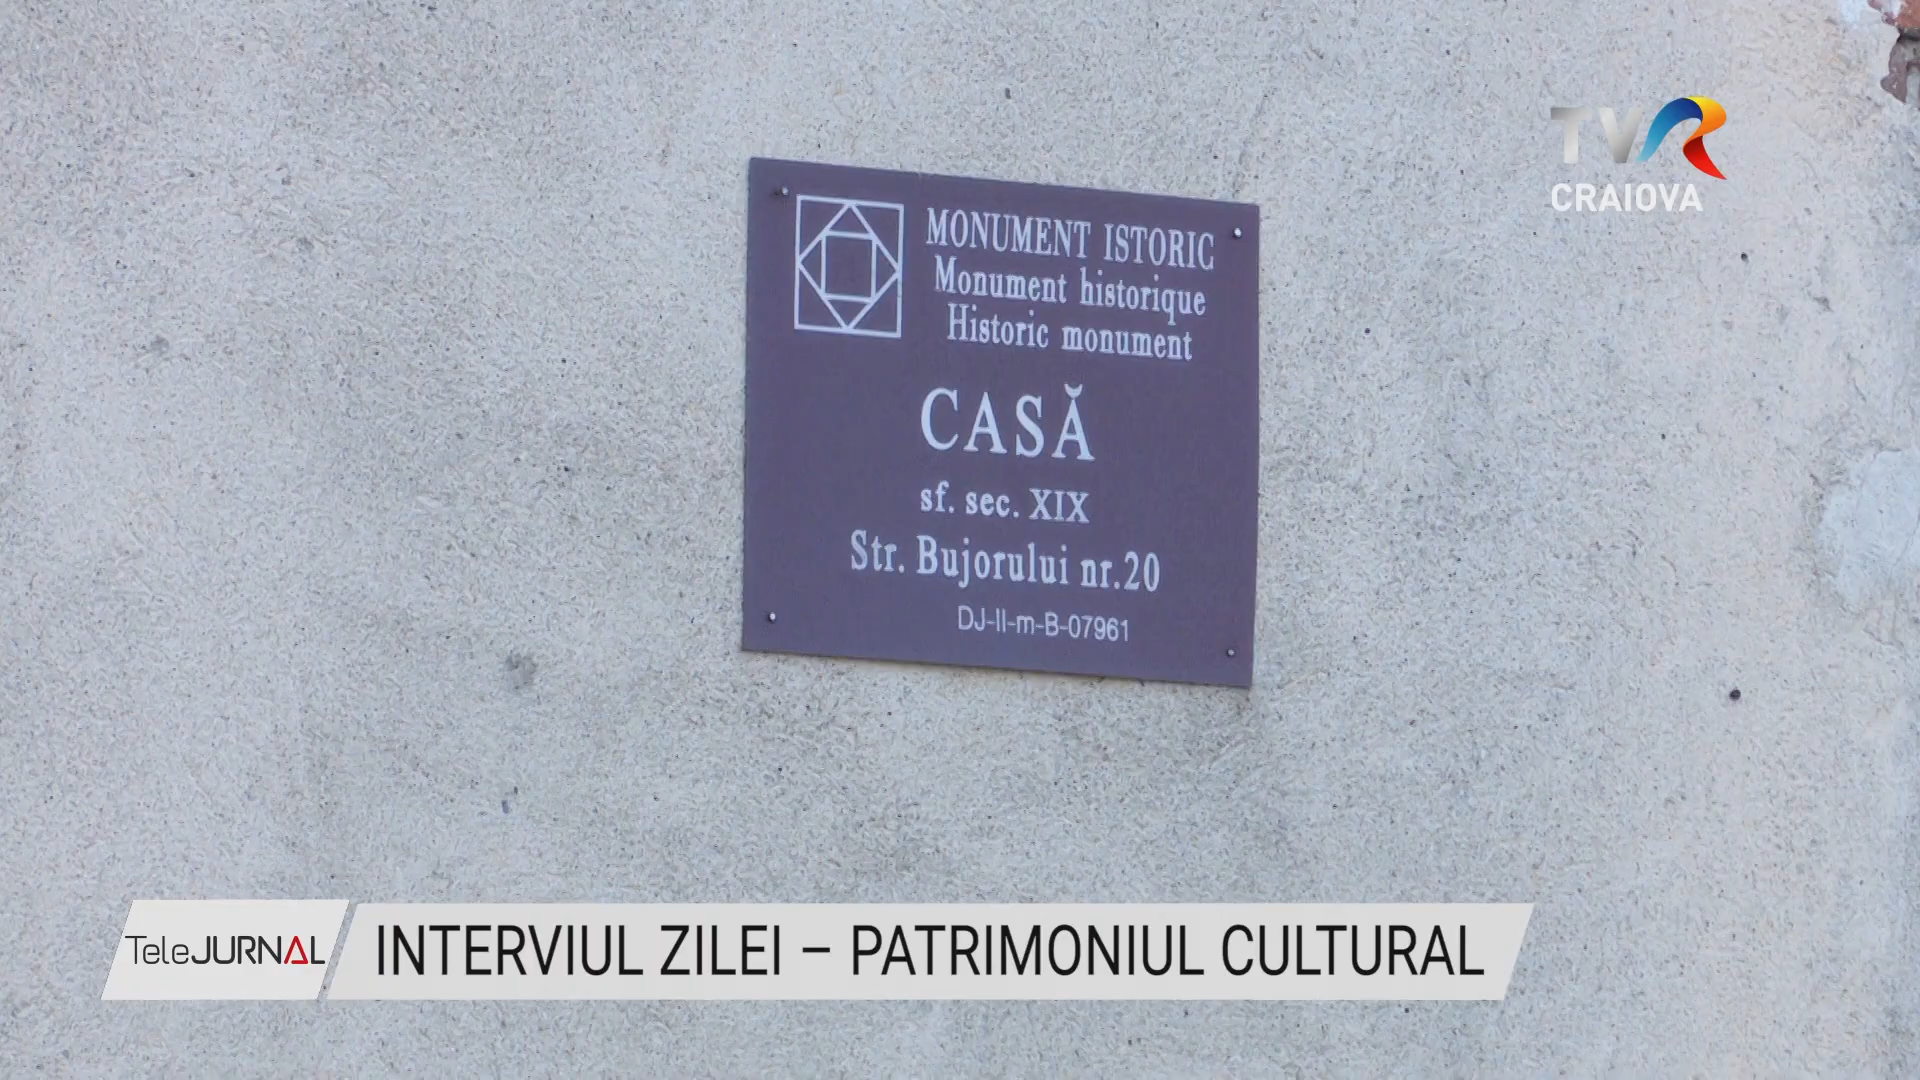 TVR
CRAIOVA
MONUMENT ISTORIC
Monument historique
Historic monument
CASĂ
sf. sec. XIX
Str. Bujorului nr.20
DJ-II-m-B-07961
TeleJURNAL
INTERVIUL ZILEI – PATRIMONIUL CULTURAL